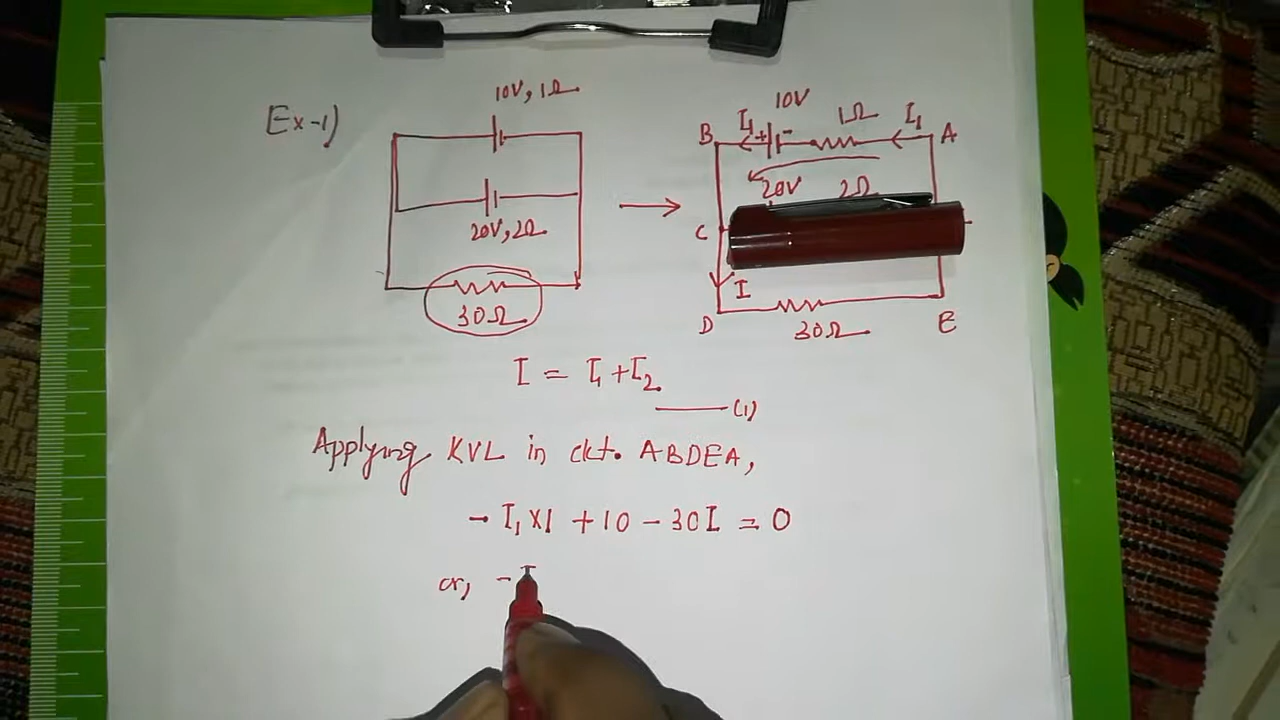 Ex-1)
10V, 1Ω
20V, 2Ω
30Ω
10V
1Ω
B I₁ + - I₁ A
20V 2Ω
C
I
D 30Ω E
I = I₁ + I₂
(1)
Applying KVL in ckt. ABDEA,
- I₁ X 1 + 10 - 30I = 0
or, - I